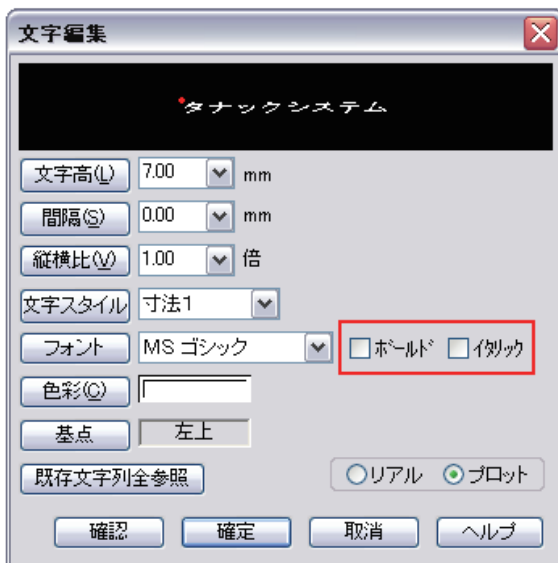 文字編集
タナックシステム
文字高(L) 7.00 mm
間隔(S) 0.00 mm
縦横比(V) 1.00 倍
文字スタイル 寸法1
フォント MS ゴシック ﾎﾞｰﾙﾄﾞ ｲﾀﾘｯｸ
色彩(C)
基点 左上
既存文字列全参照 リアル プロット
確認 確定 取消 ヘルプ